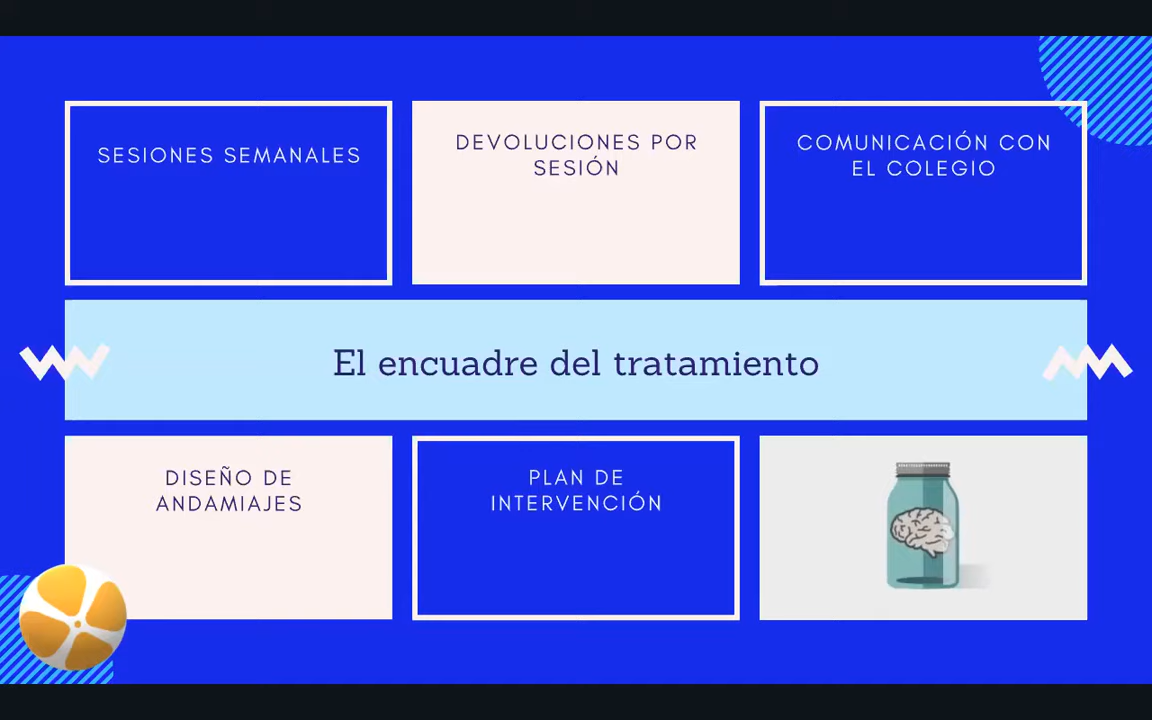 SESIONES SEMANALES
DEVOLUCIONES POR
SESIÓN
COMUNICACIÓN CON
EL COLEGIO
El encuadre del tratamiento
DISEÑO DE
ANDAMIAJES
PLAN DE
INTERVENCIÓN